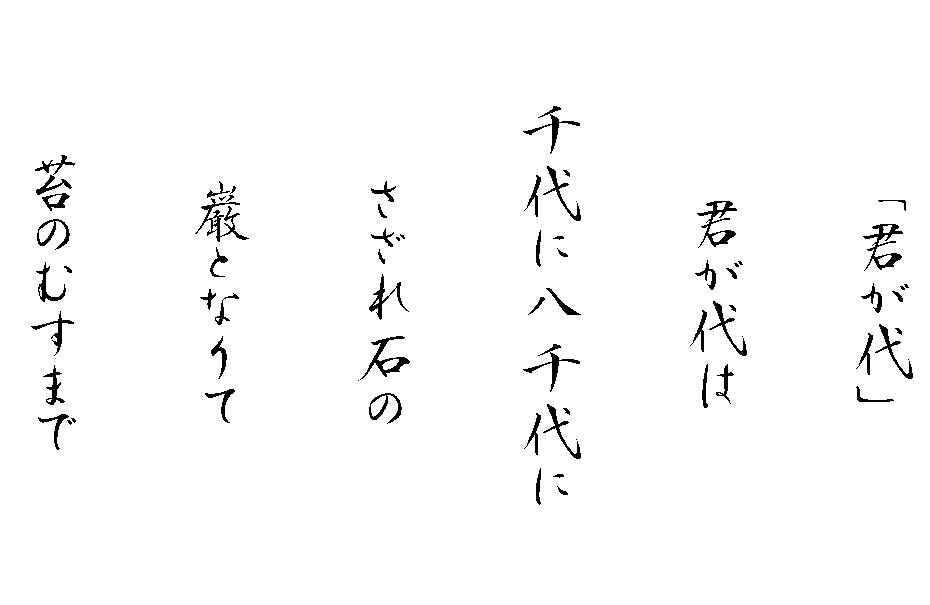 「君が代」
君が代は
千代に八千代に
さざれ石の
巌となりて
苔のむすまで